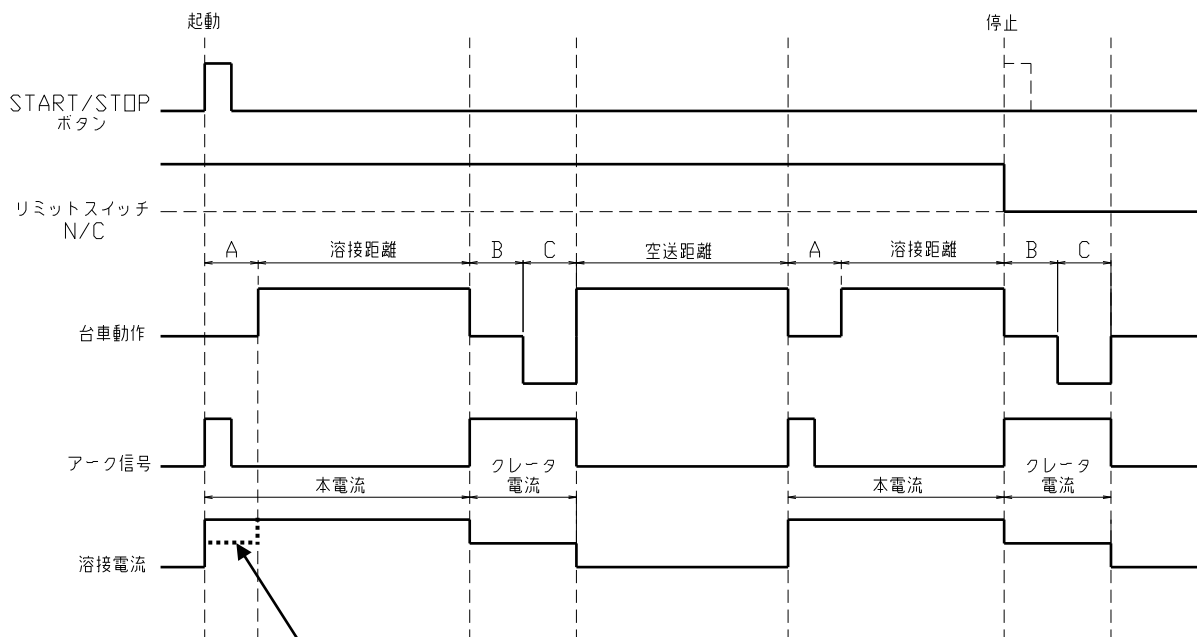 起動
停止
START/STOP
ボタン
リミットスイッチ
N/C
A
溶接距離
B
C
空送距離
A
溶接距離
B
C
台車動作
アーク信号
クレータ
電流
本電流
本電流
クレータ
電流
溶接電流